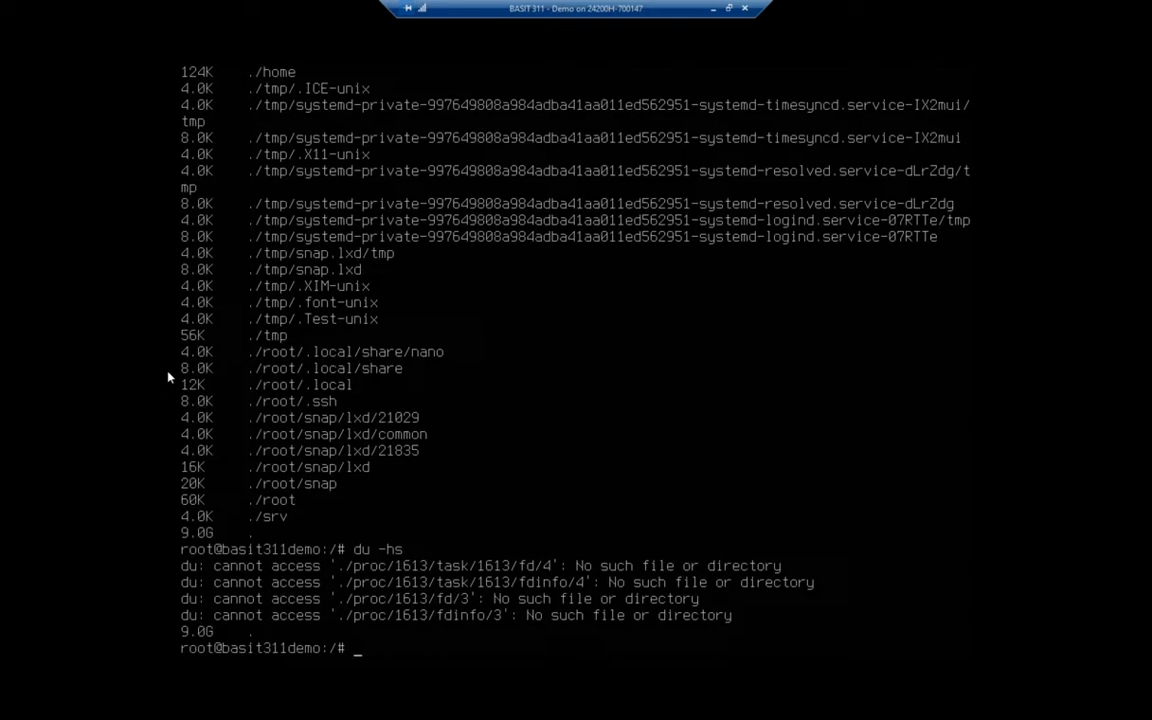 BASIT 311 - Demo on 24200H-700147
124K ./home
4.0K ./tmp/.ICE-unix
4.0K ./tmp/systemd-private-997649808a984adba41aa011ed562951-systemd-timesyncd.service-IX2mui/
tmp
8.0K ./tmp/systemd-private-997649808a984adba41aa011ed562951-systemd-timesyncd.service-IX2mui
4.0K ./tmp/.X11-unix
4.0K ./tmp/systemd-private-997649808a984adba41aa011ed562951-systemd-resolved.service-dLrZdg/t
mp
8.0K ./tmp/systemd-private-997649808a984adba41aa011ed562951-systemd-resolved.service-dLrZdg
4.0K ./tmp/systemd-private-997649808a984adba41aa011ed562951-systemd-logind.service-07RTTe/tmp
8.0K ./tmp/systemd-private-997649808a984adba41aa011ed562951-systemd-logind.service-07RTTe
4.0K ./tmp/snap.lxd/tmp
8.0K ./tmp/snap.lxd
4.0K ./tmp/.XIM-unix
4.0K ./tmp/.font-unix
4.0K ./tmp/.Test-unix
56K ./tmp
4.0K ./root/.local/share/nano
8.0K ./root/.local/share
12K ./root/.local
8.0K ./root/.ssh
4.0K ./root/snap/lxd/21029
4.0K ./root/snap/lxd/common
4.0K ./root/snap/lxd/21835
16K ./root/snap/lxd
20K ./root/snap
60K ./root
4.0K ./srv
9.0G .
root@basit311demo:/# du -hs
du: cannot access './proc/1613/task/1613/fd/4': No such file or directory
du: cannot access './proc/1613/task/1613/fdinfo/4': No such file or directory
du: cannot access './proc/1613/fd/3': No such file or directory
du: cannot access './proc/1613/fdinfo/3': No such file or directory
9.0G .
root@basit311demo:/# _